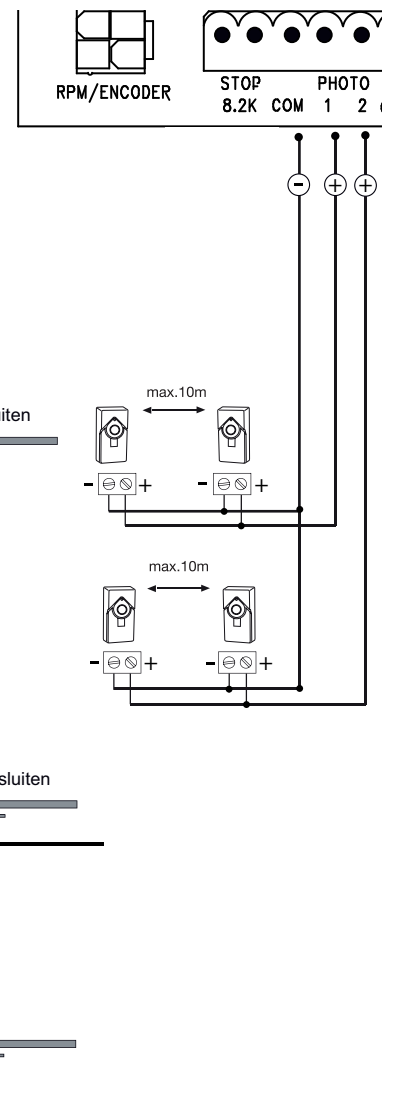 RPM/ENCODER
STOP PHOTO
8.2K COM 1 2
- + +
max.10m
- + - +
max.10m
- + - +